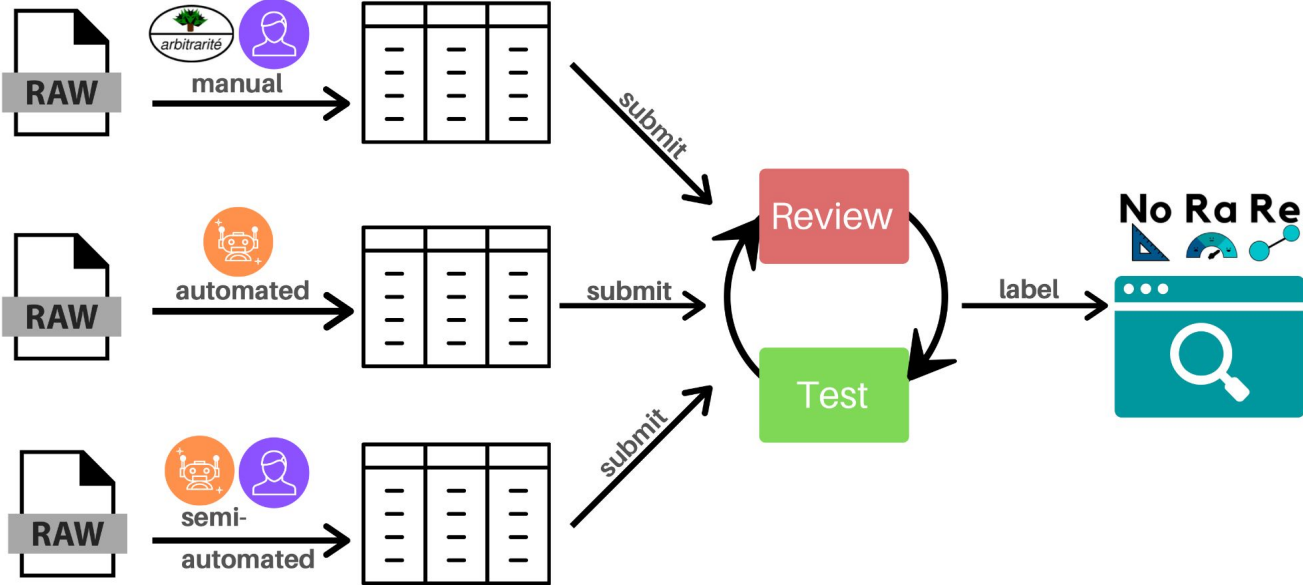 arbitrarité
RAW
manual
submit
Review
No Ra Re
RAW
automated
submit
label
Test
submit
RAW
semi-
automated